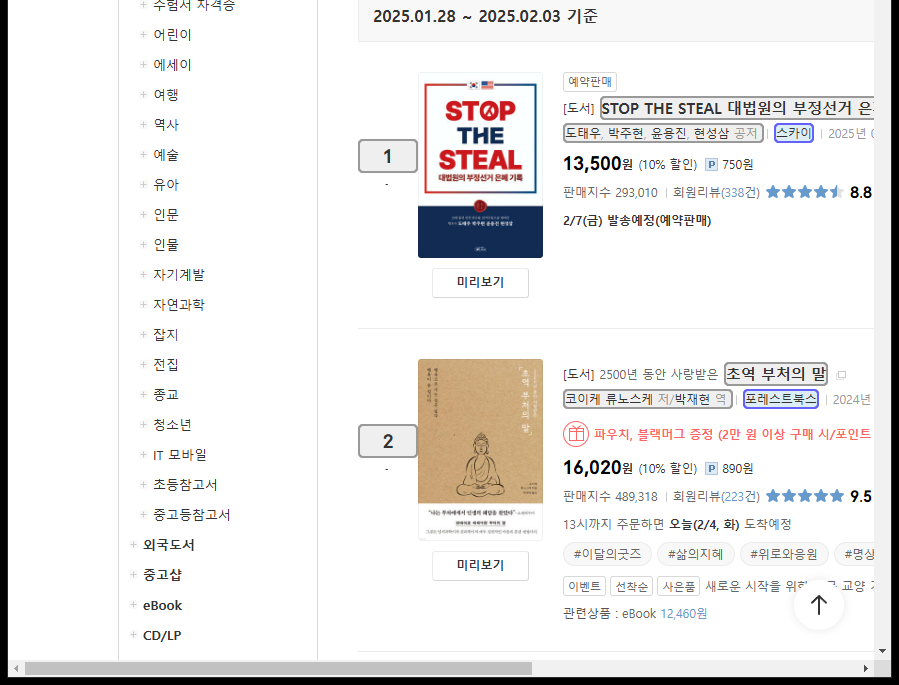 수험서 자격증
어린이
에세이
여행
역사
예술
유아
인문
인물
자기계발
자연과학
잡지
전집
종교
청소년
IT 모바일
초등참고서
중고등참고서
외국도서
중고샵
eBook
CD/LP
2025.01.28 ~ 2025.02.03 기준
1
-
STOP
THE
STEAL
대법원의 부정선거 은폐 기록
미리보기
예약판매
[도서] STOP THE STEAL 대법원의 부정선거 은
도태우, 박주현, 윤용진, 현성삼 공저 | 스카이 | 2025년
13,500원 (10% 할인) P 750원
판매지수 293,010 | 회원리뷰(338건) 8.8
2/7(금) 발송예정(예약판매)
2
-
초역 부처의 말
미리보기
[도서] 2500년 동안 사랑받은 초역 부처의 말
코이케 류노스케 저/박재현 역 | 포레스트북스 | 2024년
파우치, 블랙머그 증정 (2만 원 이상 구매 시/포인트
16,020원 (10% 할인) P 890원
판매지수 489,318 | 회원리뷰(223건) 9.5
13시까지 주문하면 오늘(2/4, 화) 도착예정
#이달의굿즈 #삶의지혜 #위로와응원 #명상
이벤트 선착순 사은품 새로운 시작을 위한 교양
관련상품 : eBook 12,460원